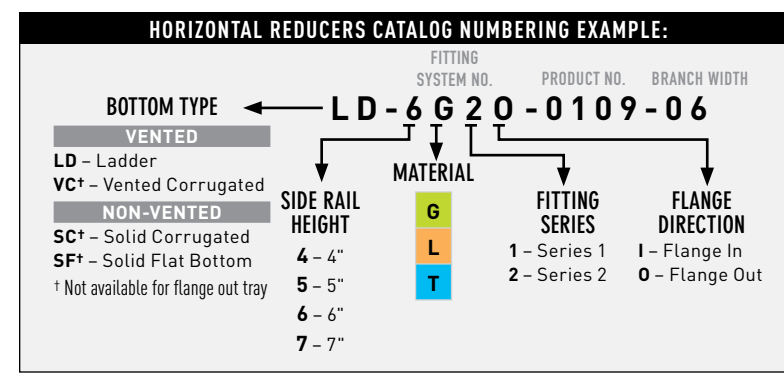 HORIZONTAL REDUCERS CATALOG NUMBERING EXAMPLE:
FITTING
SYSTEM NO.
PRODUCT NO.
BRANCH WIDTH
LD-6G2O-0109-06
BOTTOM TYPE
VENTED
LD – Ladder
VC† – Vented Corrugated
NON-VENTED
SC† – Solid Corrugated
SF† – Solid Flat Bottom
† Not available for flange out tray
SIDE RAIL
HEIGHT
4 – 4"
5 – 5"
6 – 6"
7 – 7"
MATERIAL
G
L
T
FITTING
SERIES
1 – Series 1
2 – Series 2
FLANGE
DIRECTION
I – Flange In
O – Flange Out